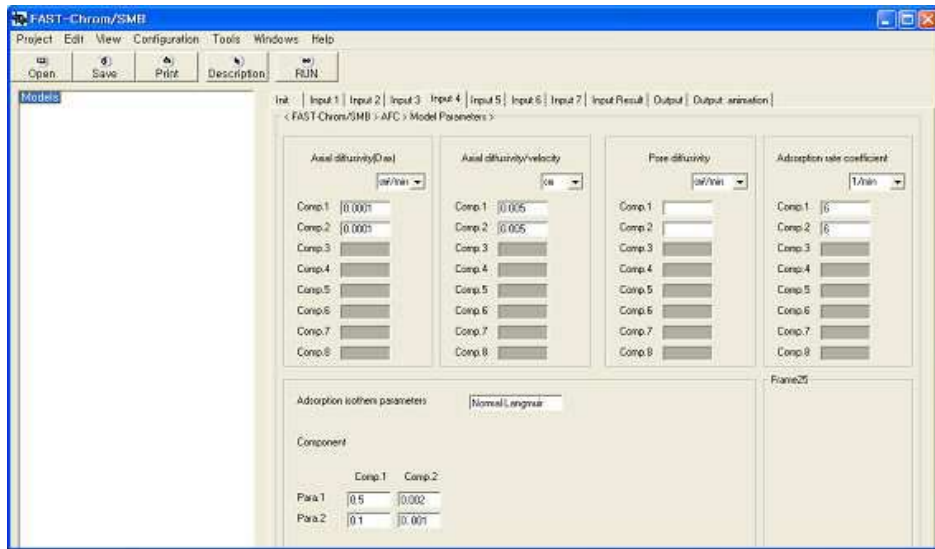 FAST-Chrom/SMB
Project Edit View Configuration Tools Windows Help
Open Save Print Description RUN
Models
Init Input 1 Input 2 Input 3 Input 4 Input 5 Input 6 Input 7 Input Result Output Output: animation
< FAST-Chrom/SMB > AFC > Model Parameters >
Axial diffusivity(Dax) Axial diffusivity/velocity Pore diffusivity Adsorption rate coefficient
cm²/min cm cm²/min 1/min
Comp.1 0.0001 Comp.1 0.005 Comp.1 Comp.1 6
Comp.2 0.0001 Comp.2 0.005 Comp.2 Comp.2 6
Comp.3 Comp.3 Comp.3 Comp.3
Comp.4 Comp.4 Comp.4 Comp.4
Comp.5 Comp.5 Comp.5 Comp.5
Comp.6 Comp.6 Comp.6 Comp.6
Comp.7 Comp.7 Comp.7 Comp.7
Comp.8 Comp.8 Comp.8 Comp.8
Frame25
Adsorption isotherm parameters Normal-Langmuir
Component
Comp.1 Comp.2
Para.1 0.5 0.002
Para.2 0.1 0.001